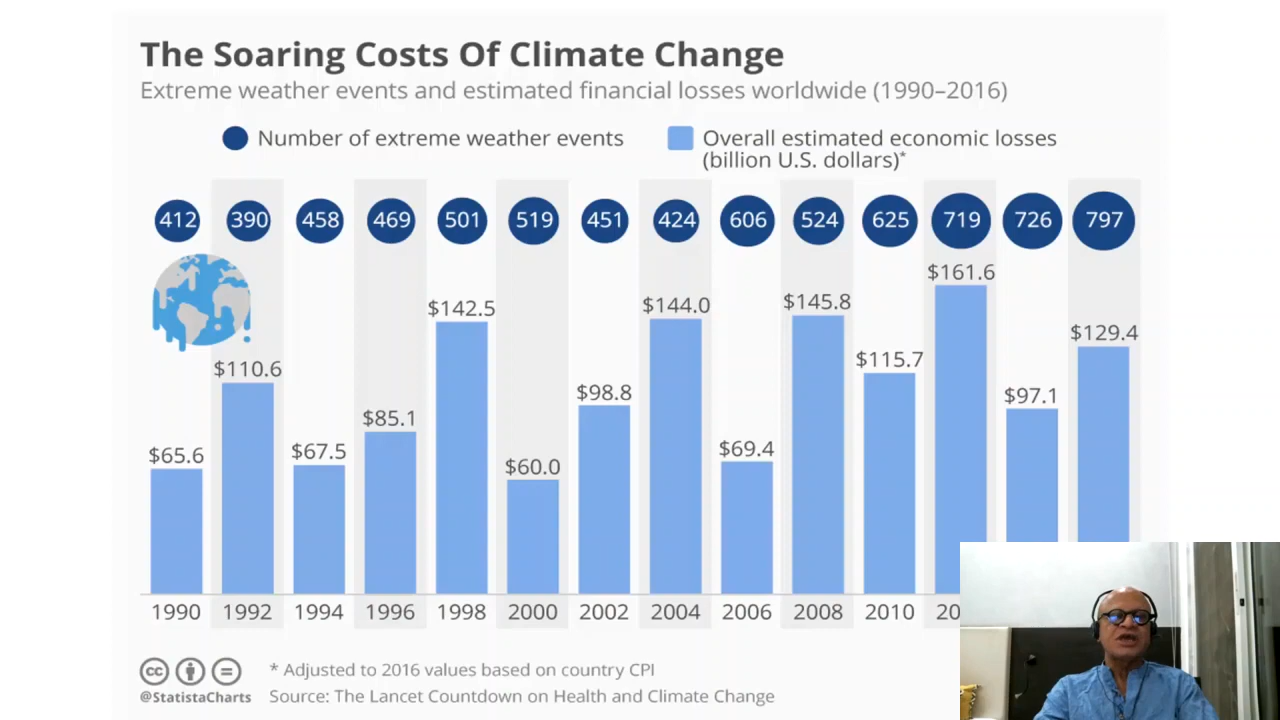 The Soaring Costs Of Climate Change
Extreme weather events and estimated financial losses worldwide (1990–2016)
Number of extreme weather events
Overall estimated economic losses
(billion U.S. dollars)*
412 390 458 469 501 519 451 424 606 524 625 719 726 797
$65.6 $110.6 $67.5 $85.1 $142.5 $60.0 $98.8 $144.0 $69.4 $145.8 $115.7 $161.6 $97.1 $129.4
1990 1992 1994 1996 1998 2000 2002 2004 2006 2008 2010 20
cc
* Adjusted to 2016 values based on country CPI
@StatistaCharts
Source: The Lancet Countdown on Health and Climate Change